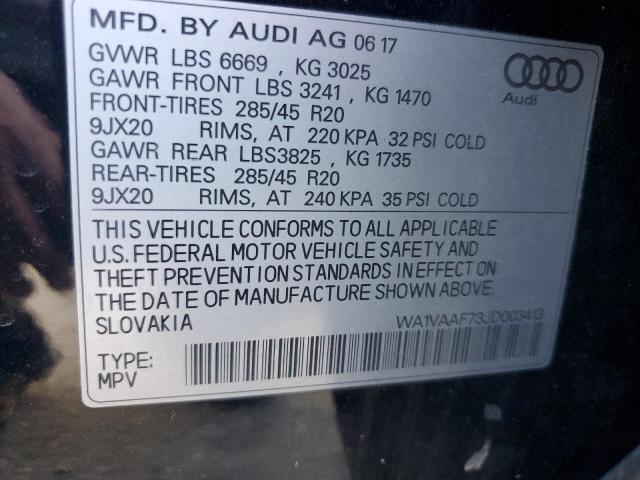 MFD. BY AUDI AG 06 17
GVWR LBS 6669 , KG 3025
GAWR FRONT LBS 3241 , KG 1470
FRONT-TIRES 285/45 R20
9JX20 RIMS, AT 220 KPA 32 PSI COLD
GAWR REAR LBS3825 , KG 1735
REAR-TIRES 285/45 R20
9JX20 RIMS, AT 240 KPA 35 PSI COLD
Audi
THIS VEHICLE CONFORMS TO ALL APPLICABLE
U.S. FEDERAL MOTOR VEHICLE SAFETY AND
THEFT PREVENTION STANDARDS IN EFFECT ON
THE DATE OF MANUFACTURE SHOWN ABOVE.
SLOVAKIA WA1VAAF73JD003413
TYPE:
MPV